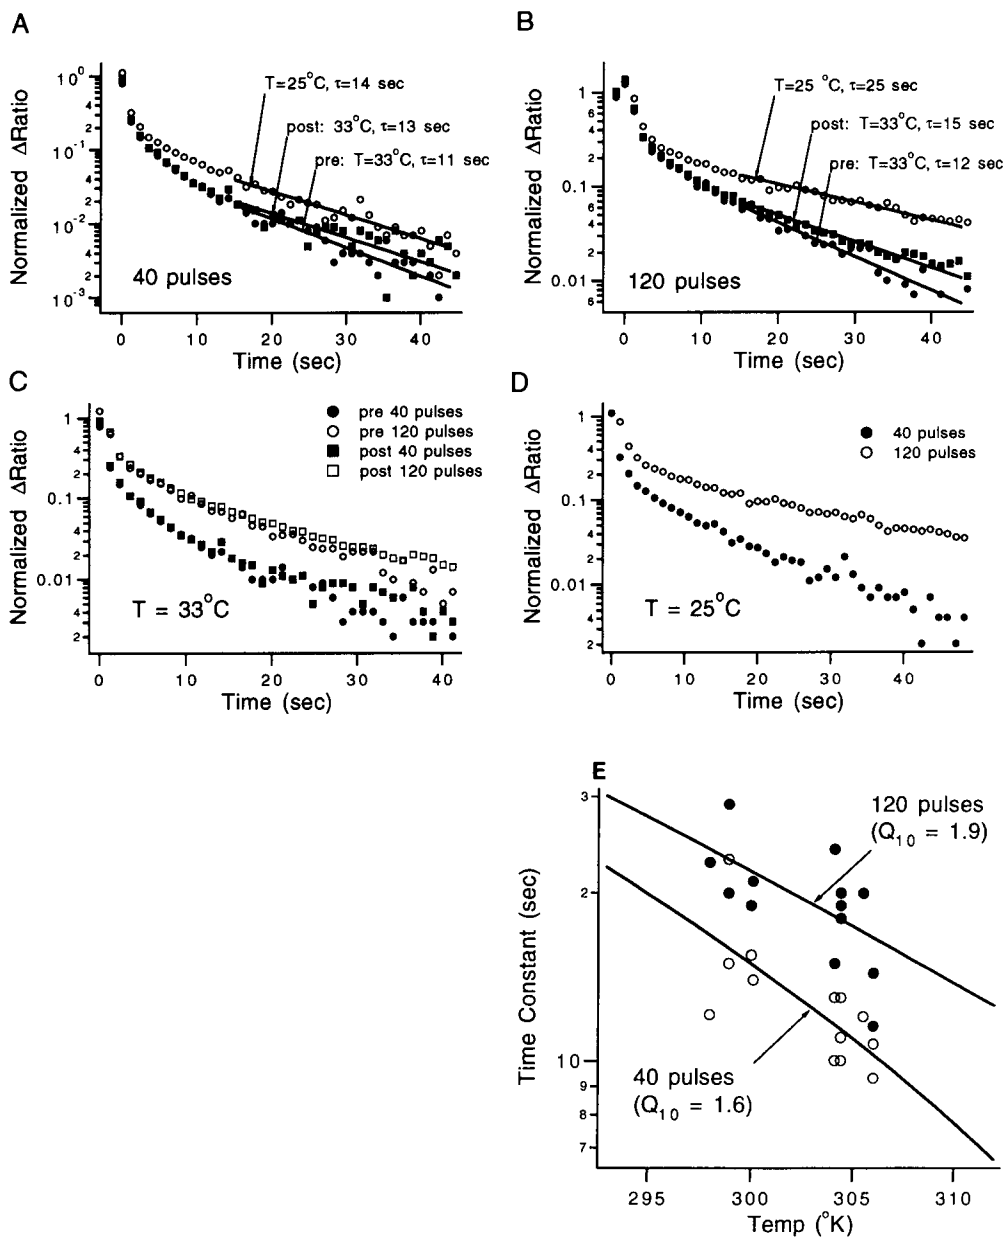 A
Normalized ΔRatio
10⁰
4
2
10⁻¹
4
2
10⁻²
4
2
10⁻³
T=25°C, τ=14 sec
post: 33°C, τ=13 sec
pre: T=33°C, τ=11 sec
40 pulses
0 10 20 30 40
Time (sec)
B
Normalized ΔRatio
1
6
4
2
0.1
6
4
2
0.01
6
T=25 °C, τ=25 sec
post: T=33°C, τ=15 sec
pre: T=33°C, τ=12 sec
120 pulses
0 10 20 30 40
Time (sec)
C
Normalized ΔRatio
1
4
2
0.1
4
2
0.01
4
2
pre 40 pulses
pre 120 pulses
post 40 pulses
post 120 pulses
T = 33°C
0 10 20 30 40
Time (sec)
D
Normalized ΔRatio
1
4
2
0.1
4
2
0.01
4
2
40 pulses
120 pulses
T = 25°C
0 10 20 30 40
Time (sec)
E
Time Constant (sec)
3
2
10
9
8
7
120 pulses
(Q₁₀ = 1.9)
40 pulses
(Q₁₀ = 1.6)
295 300 305 310
Temp (°K)